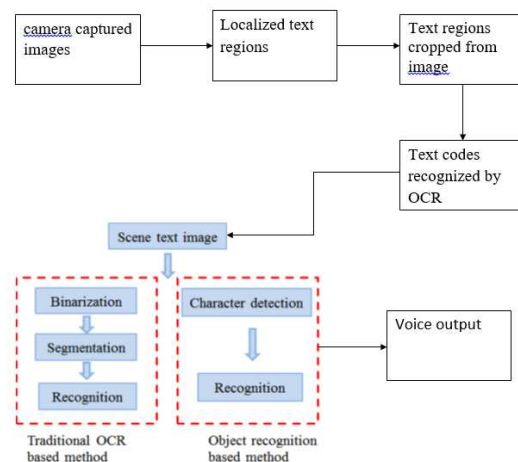 camera captured
images
Localized text
regions
Text regions
cropped from
image
Text codes
recognized by
OCR
Scene text image
Binarization
Segmentation
Recognition
Traditional OCR
based method
Character detection
Recognition
Object recognition
based method
Voice output